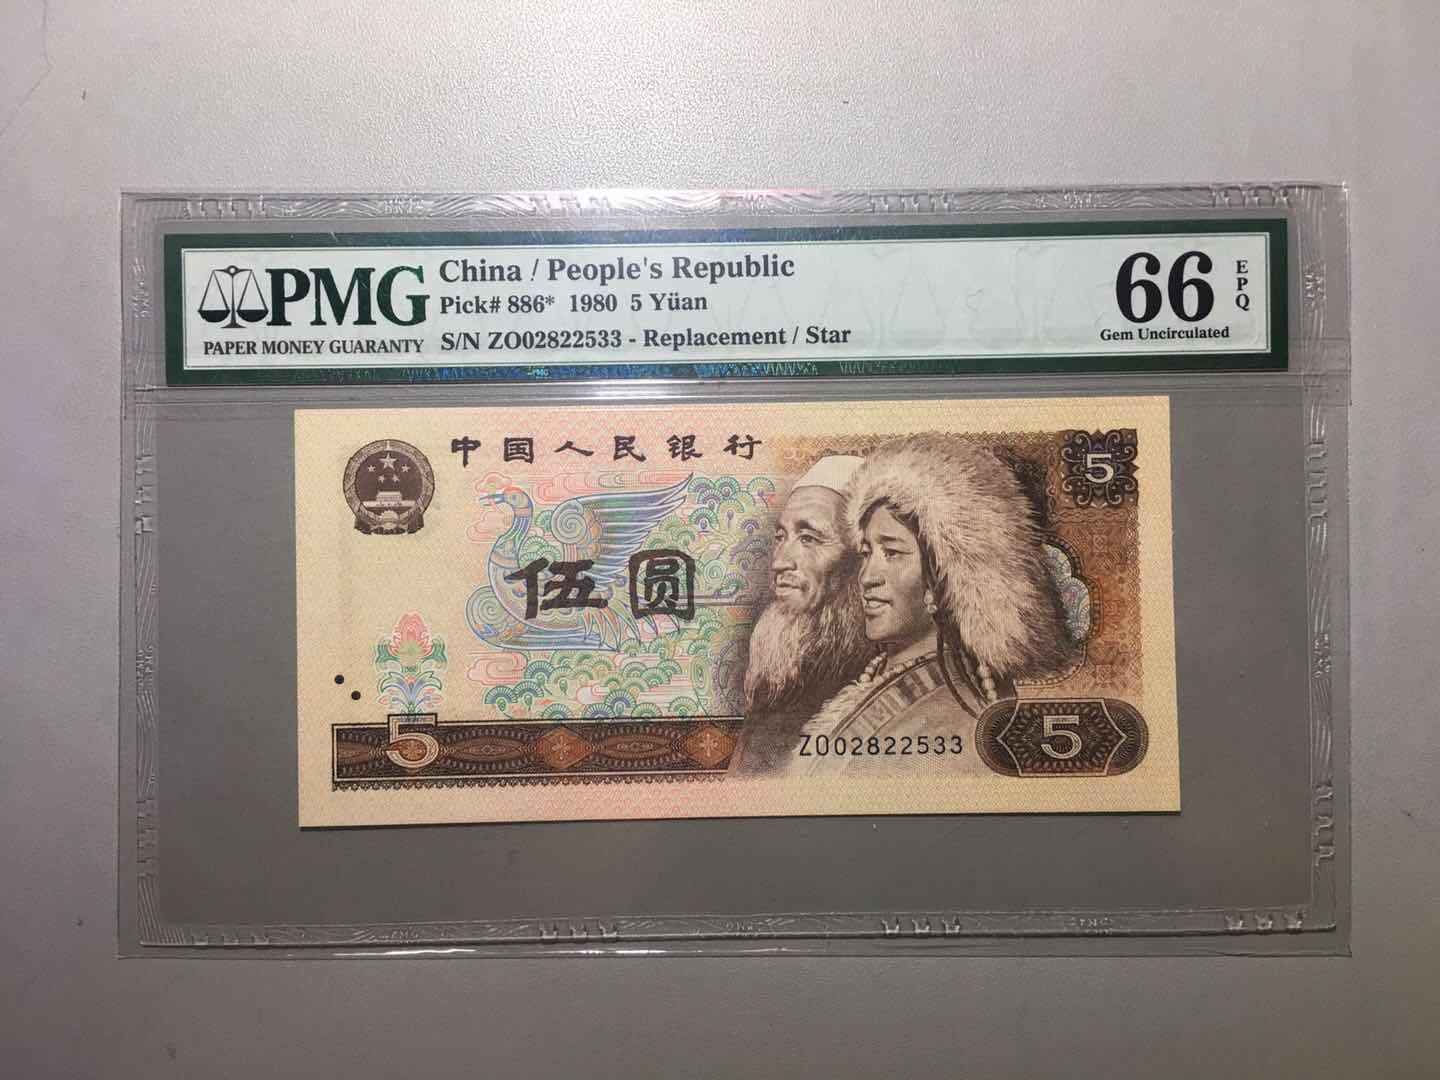 PMG
PAPER MONEY GUARANTY
China / People's Republic
Pick# 886* 1980 5 Yüan
S/N ZO02822533 - Replacement / Star
66
EPQ
Gem Uncirculated
中国人民银行
5
伍圆
5
ZO02822533
5